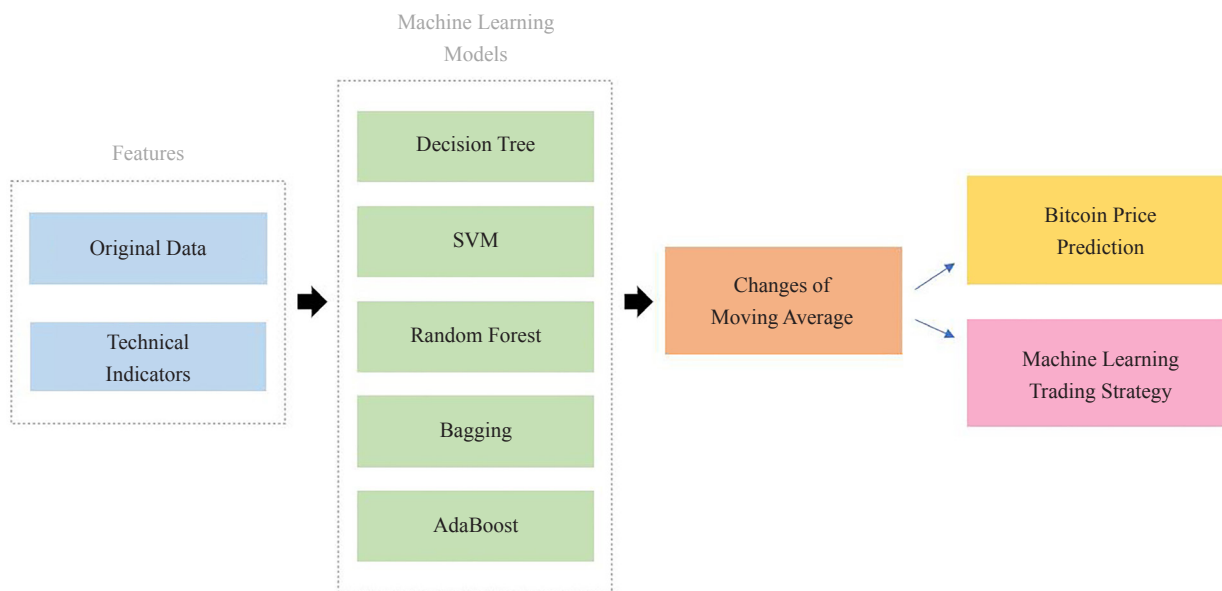 Features
Original Data
Technical
Indicators
Machine Learning
Models
Decision Tree
SVM
Random Forest
Bagging
AdaBoost
Changes of
Moving Average
Bitcoin Price
Prediction
Machine Learning
Trading Strategy